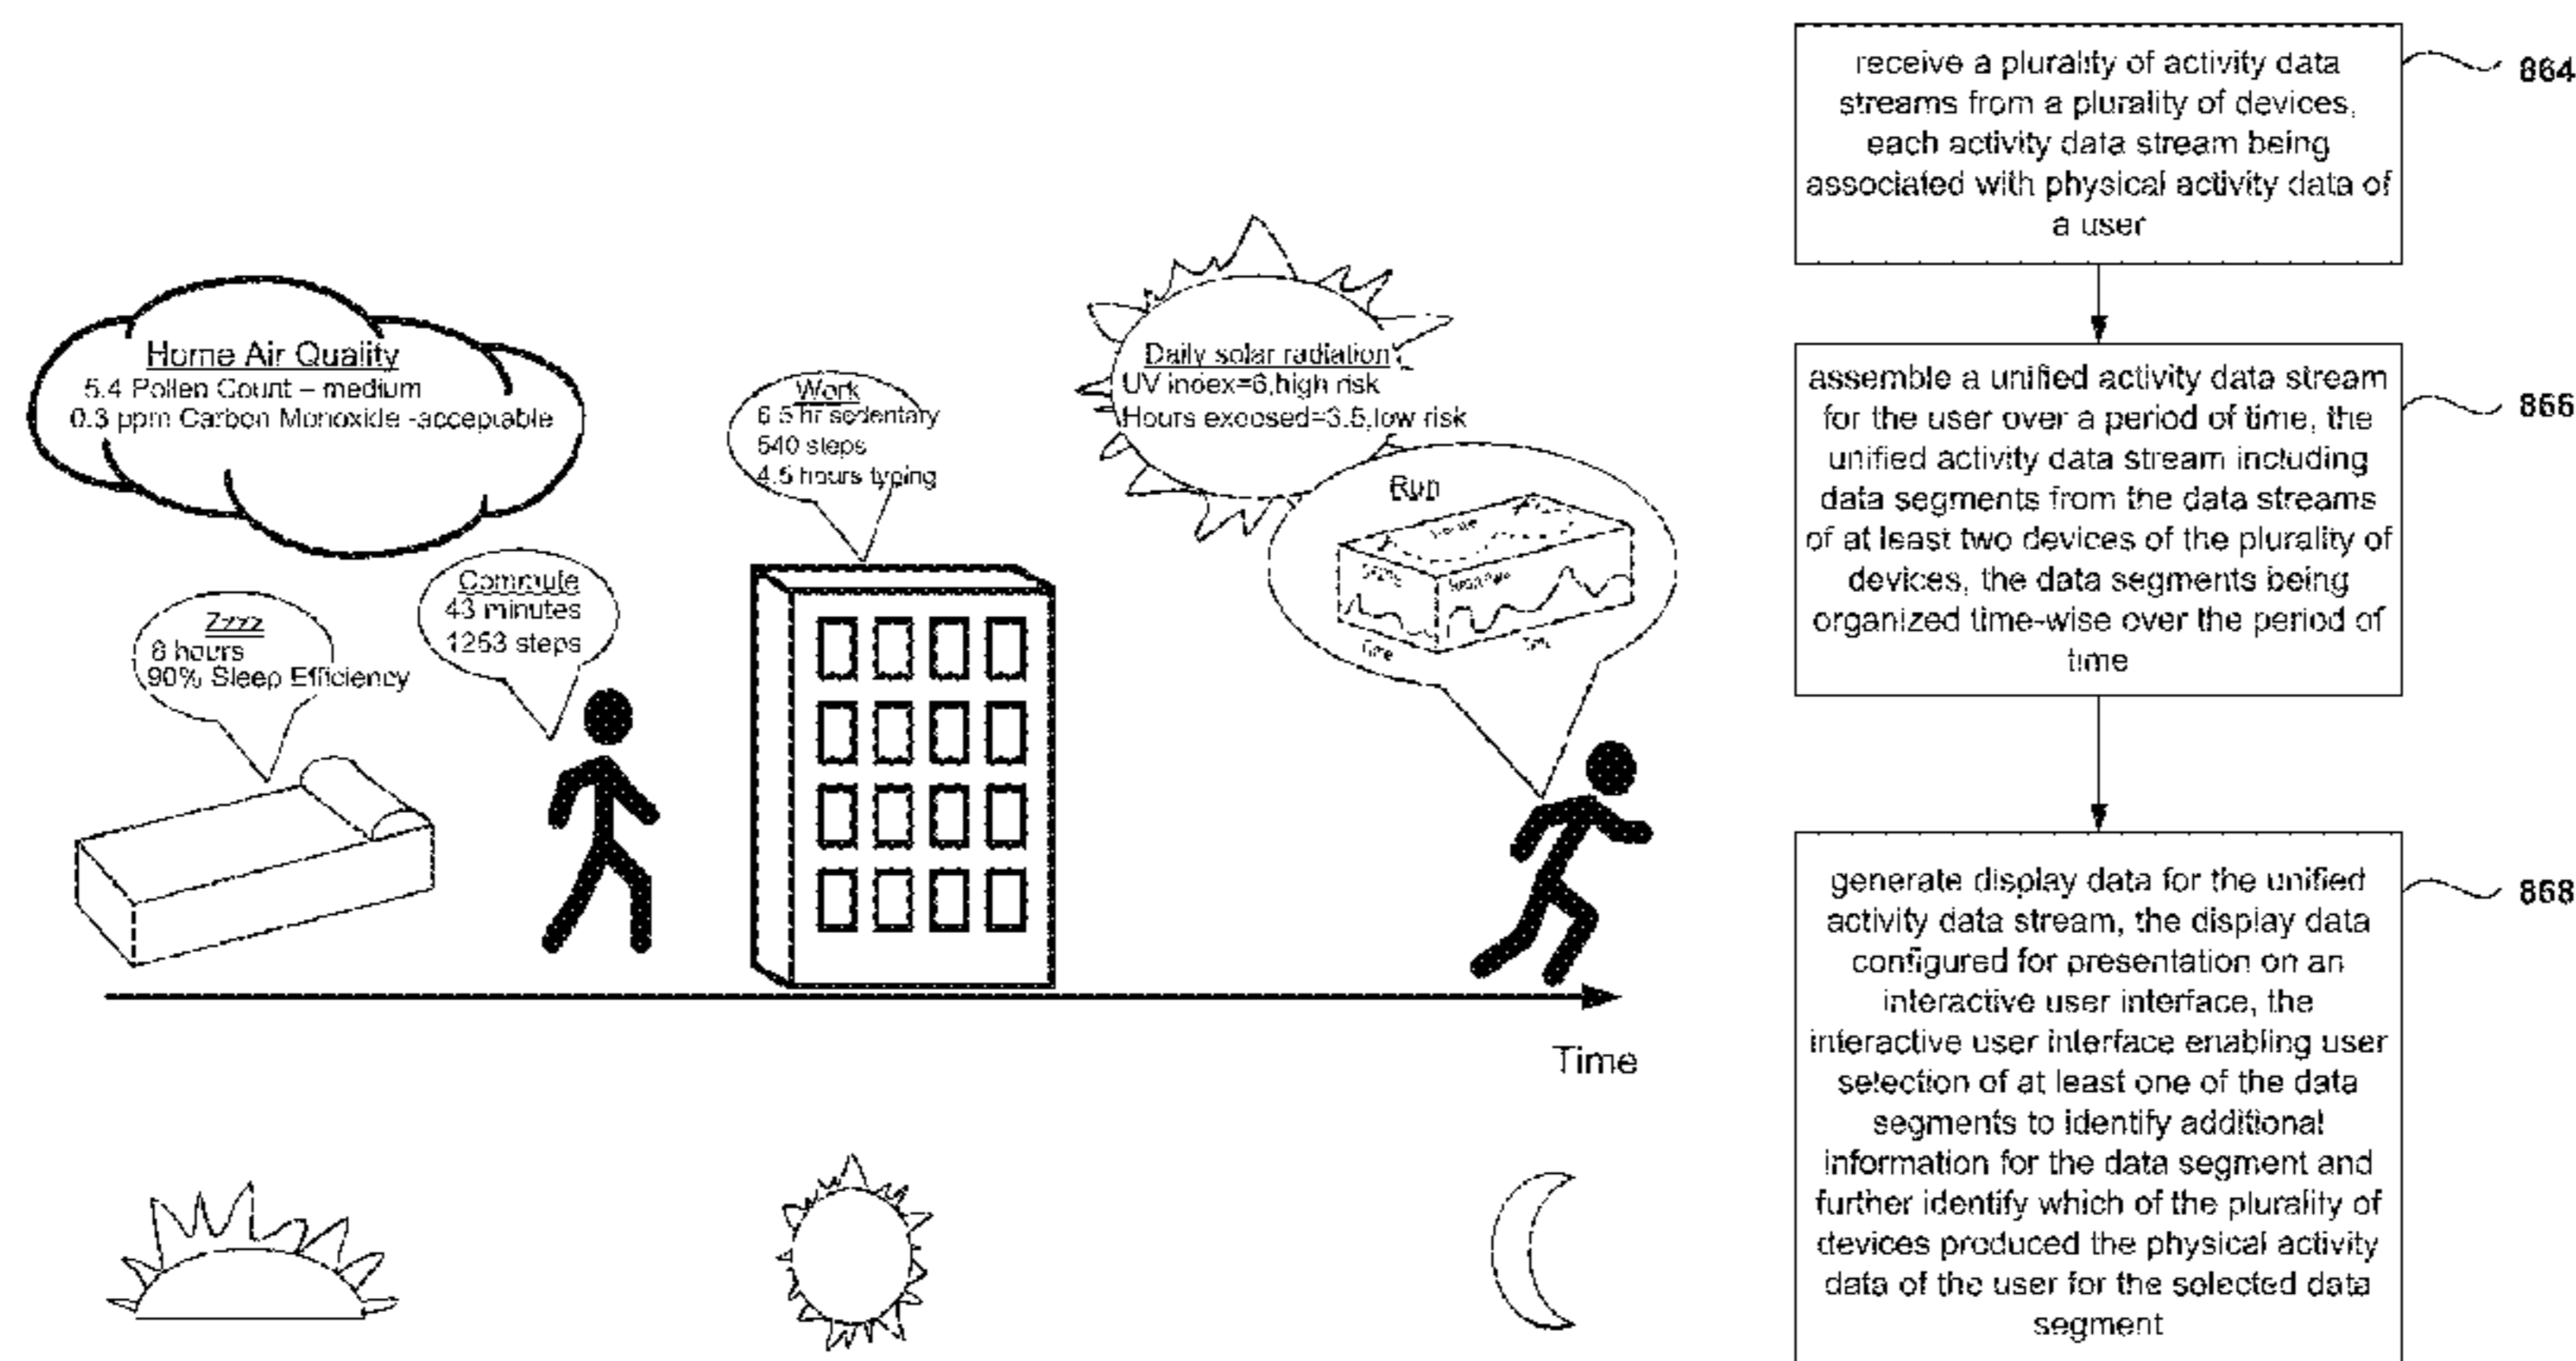 Home Air Quality
5.4 Pollen Count – medium
0.3 ppm Carbon Monoxide -acceptable
Zzzz
8 hours
90% Sleep Efficiency
Commute
43 minutes
1263 steps
Work
6.5 hr sedentary
540 steps
4.5 hours typing
Daily solar radiation
UV index=6,high risk
Hours exposed=3.5,low risk
Run
Heart Rate
Time
Time
Time
receive a plurality of activity data
streams from a plurality of devices,
each activity data stream being
associated with physical activity data of
a user
864
assemble a unified activity data stream
for the user over a period of time, the
unified activity data stream including
data segments from the data streams
of at least two devices of the plurality of
devices, the data segments being
organized time-wise over the period of
time
866
generate display data for the unified
activity data stream, the display data
configured for presentation on an
interactive user interface, the
interactive user interface enabling user
selection of at least one of the data
segments to identify additional
information for the data segment and
further identify which of the plurality of
devices produced the physical activity
data of the user for the selected data
segment
868